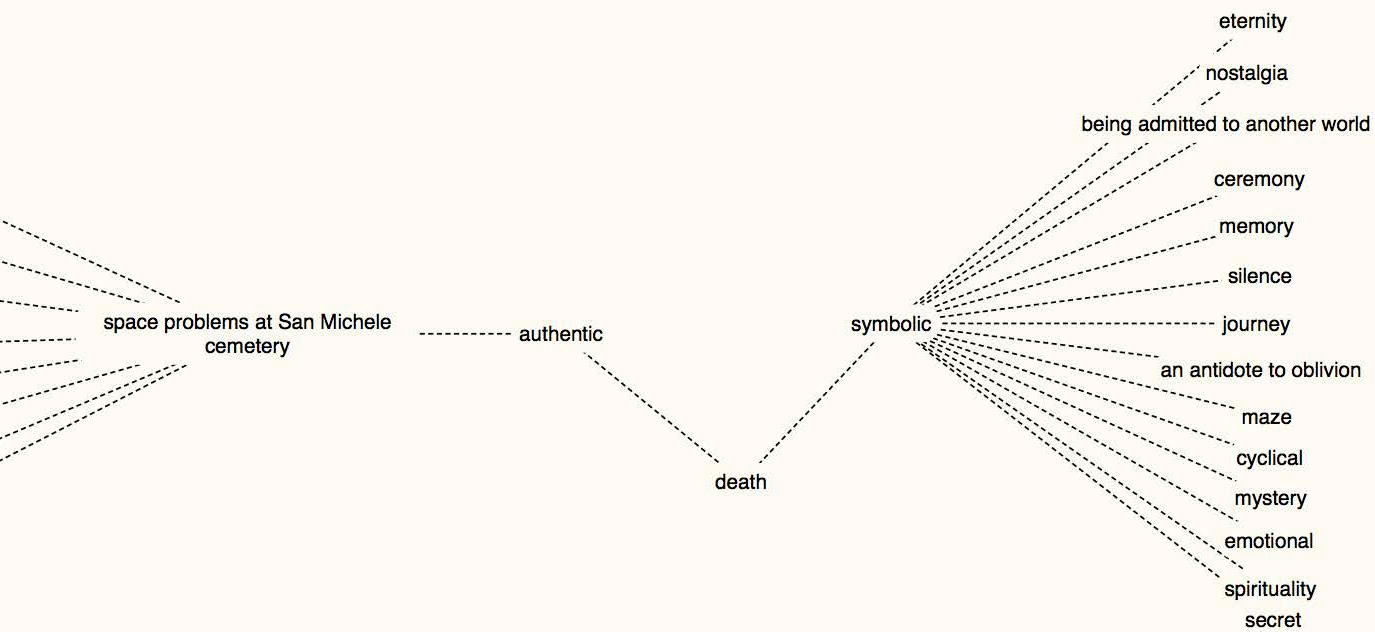 eternity
nostalgia
being admitted to another world
ceremony
memory
silence
space problems at San Michele
cemetery
authentic
symbolic
journey
an antidote to oblivion
maze
cyclical
death
mystery
emotional
spirituality
secret